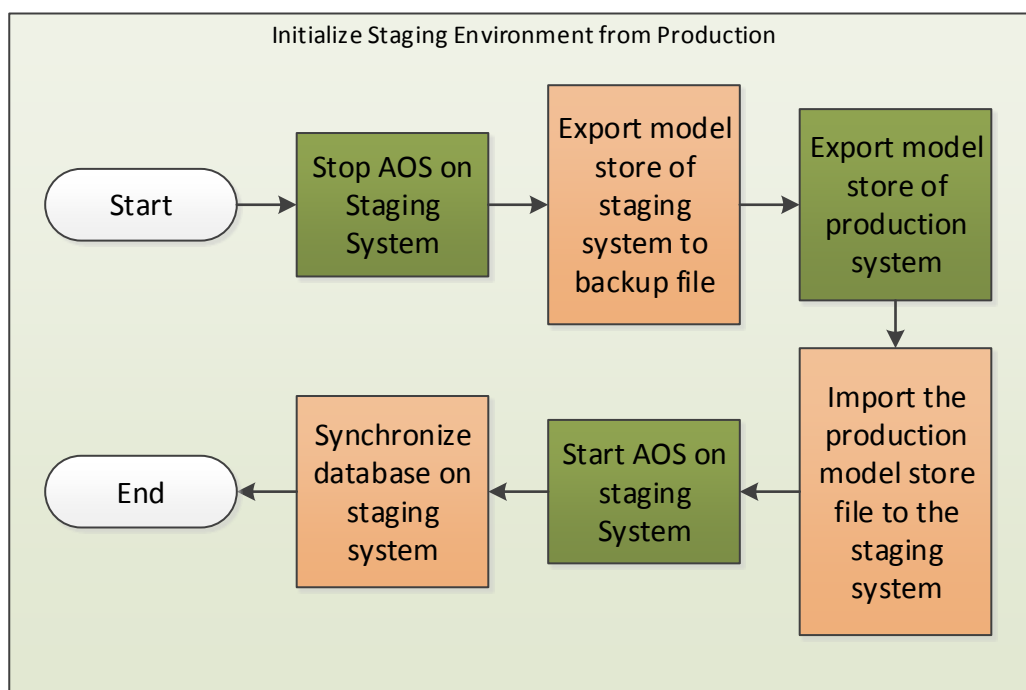 Initialize Staging Environment from Production
Start
Stop AOS on
Staging
System
Export model
store of
staging
system to
backup file
Export model
store of
production
system
Import the
production
model store
file to the
staging
system
Start AOS on
staging
System
Synchronize
database on
staging
system
End